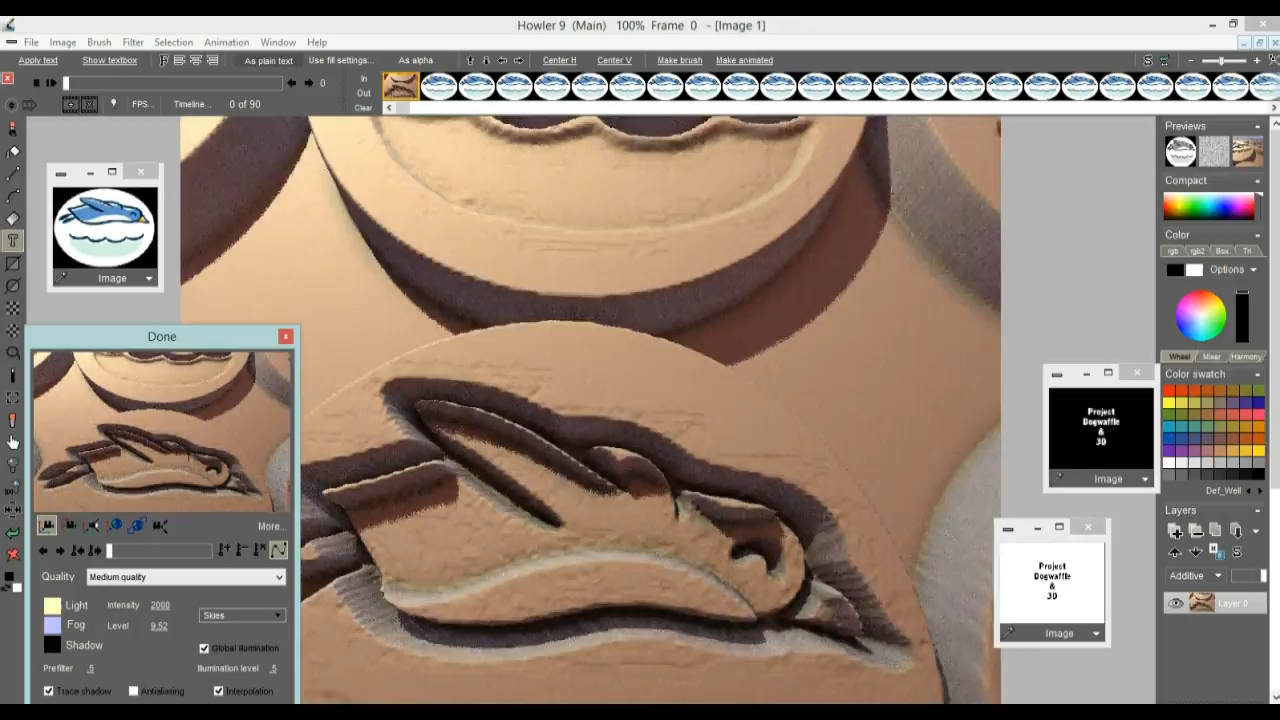 Howler 9 (Main) 100% Frame 0 - [Image 1]
File Image Brush Filter Selection Animation Window Help
Apply text Show textbox As plain text Use fill settings... As alpha Center H Center V Make brush Make animated
In
Out
Clear
0
FPS... Timeline... 0 of 90
Previews
Compact
Color
rgb rgb2 Box Tri
Options
Wheel Mixer Harmony
Color swatch
Def_Well
Layers
Additive
Layer 0
Image
Project
Dogwaffle
&
3D
Image
Project
Dogwaffle
&
3D
Image
Done
More...
Quality Medium quality
Light Intensity 2000 Skies
Fog Level 9.52
Shadow Global Illumination
Prefilter .5 Illumination level .5
Trace shadow Antialiasing Interpolation